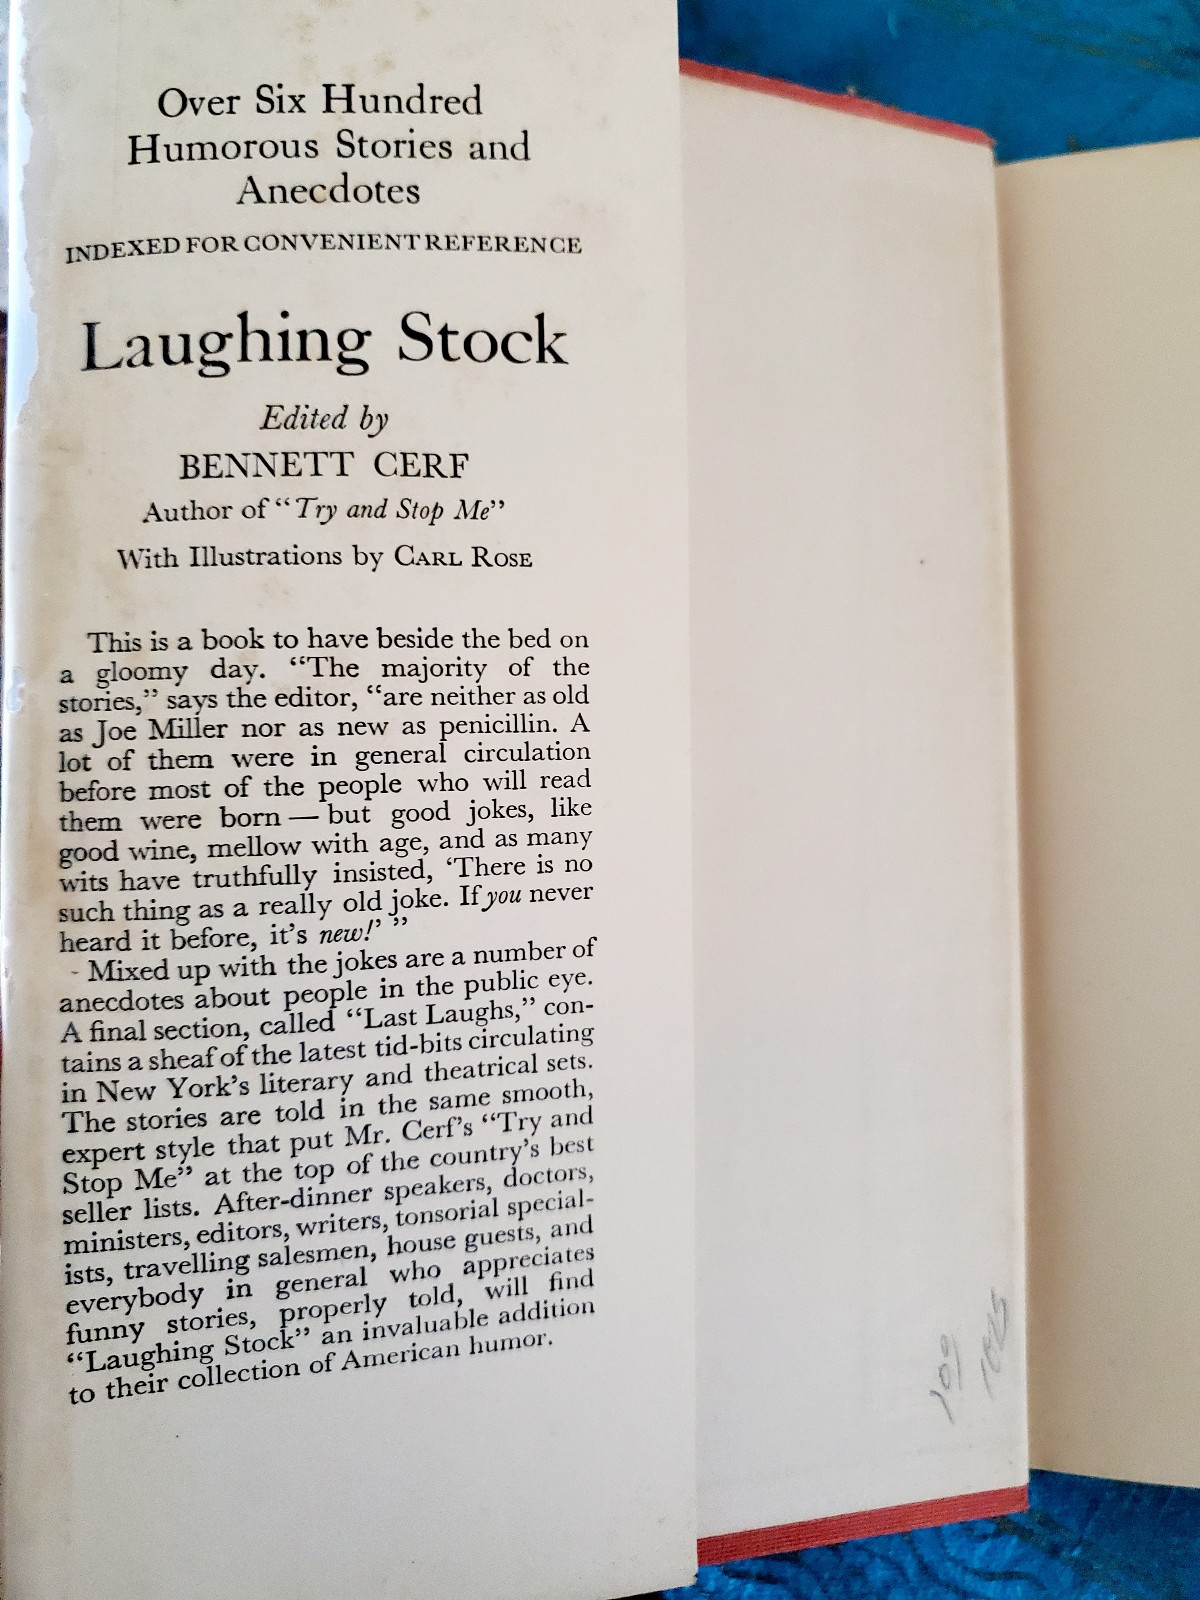 Over Six Hundred
Humorous Stories and
Anecdotes
INDEXED FOR CONVENIENT REFERENCE
Laughing Stock
Edited by
BENNETT CERF
Author of “Try and Stop Me”
With Illustrations by CARL ROSE
This is a book to have beside the bed on
a gloomy day. “The majority of the
stories,” says the editor, “are neither as old
as Joe Miller nor as new as penicillin. A
lot of them were in general circulation
before most of the people who will read
them were born — but good jokes, like
good wine, mellow with age, and as many
wits have truthfully insisted, ‘There is no
such thing as a really old joke. If you never
heard it before, it’s new!’ ”
Mixed up with the jokes are a number of
anecdotes about people in the public eye.
A final section, called “Last Laughs,” con-
tains a sheaf of the latest tid-bits circulating
in New York’s literary and theatrical sets.
The stories are told in the same smooth,
expert style that put Mr. Cerf’s “Try and
Stop Me” at the top of the country’s best
seller lists. After-dinner speakers, doctors,
ministers, editors, writers, tonsorial special-
ists, travelling salesmen, house guests, and
everybody in general who appreciates
funny stories, properly told, will find
“Laughing Stock” an invaluable addition
to their collection of American humor.